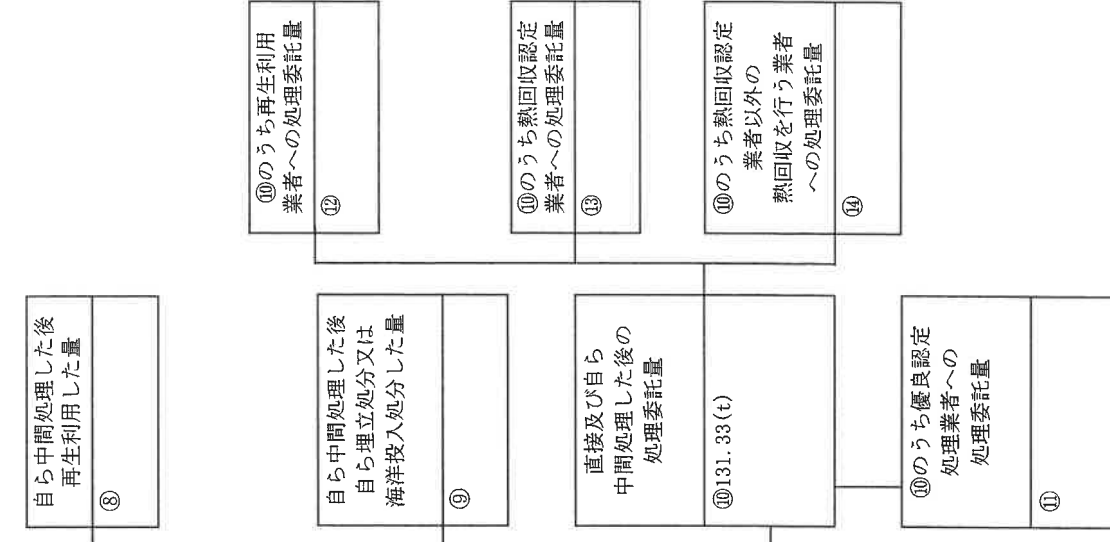 自ら中間処理した後
再生利用した量
⑧
自ら中間処理した後
自ら埋立処分又は
海洋投入処分した量
⑨
直接及び自ら
中間処理した後の
処理委託量
⑩131.33(t)
⑩のうち優良認定
処理業者への
処理委託量
⑪
⑩のうち再生利用
業者への処理委託量
⑫
⑩のうち熱回収認定
業者への処理委託量
⑬
⑩のうち熱回収認定
業者以外の
熱回収を行う業者
への処理委託量
⑭